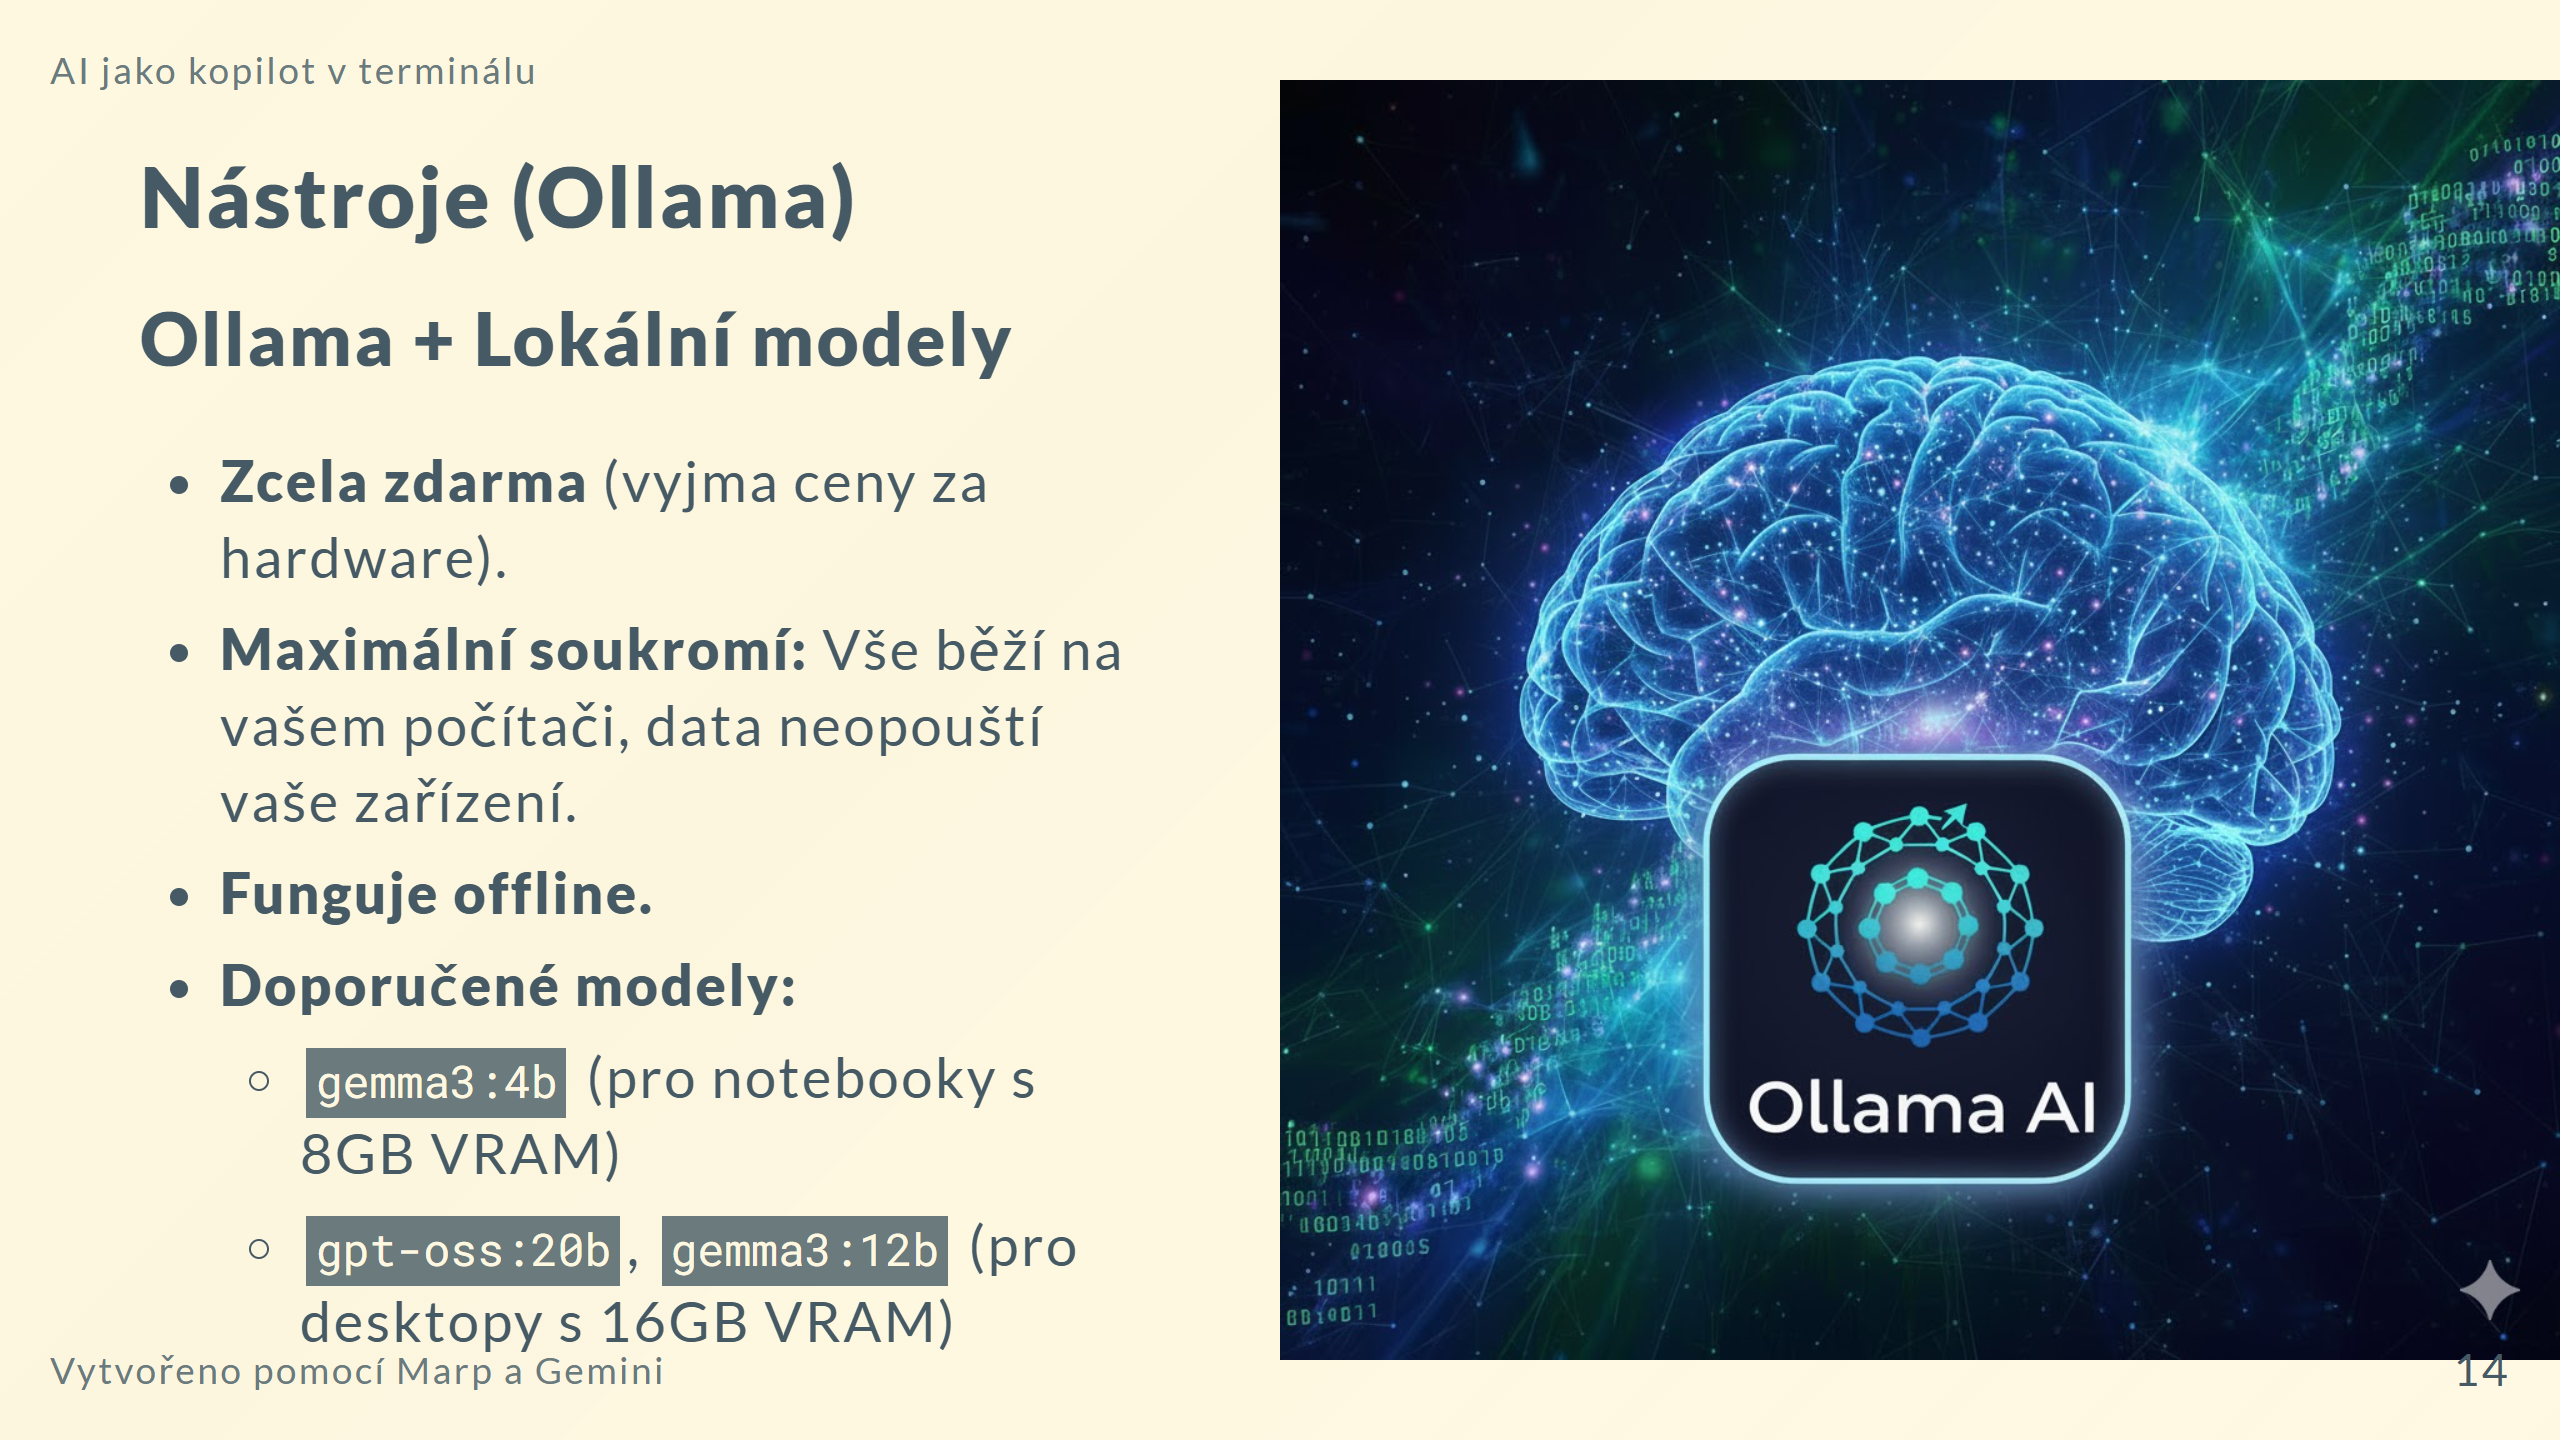 AI jako kopilot v terminálu
Nástroje (Ollama)
Ollama + Lokální modely
• Zcela zdarma (vyjma ceny za
hardware).
• Maximální soukromí: Vše běží na
vašem počítači, data neopouští
vaše zařízení.
• Funguje offline.
• Doporučené modely:
○ gemma3:4b (pro notebooky s
8GB VRAM)
○ gpt-oss:20b, gemma3:12b (pro
desktopy s 16GB VRAM)
Ollama AI
Vytvořeno pomocí Marp a Gemini
14